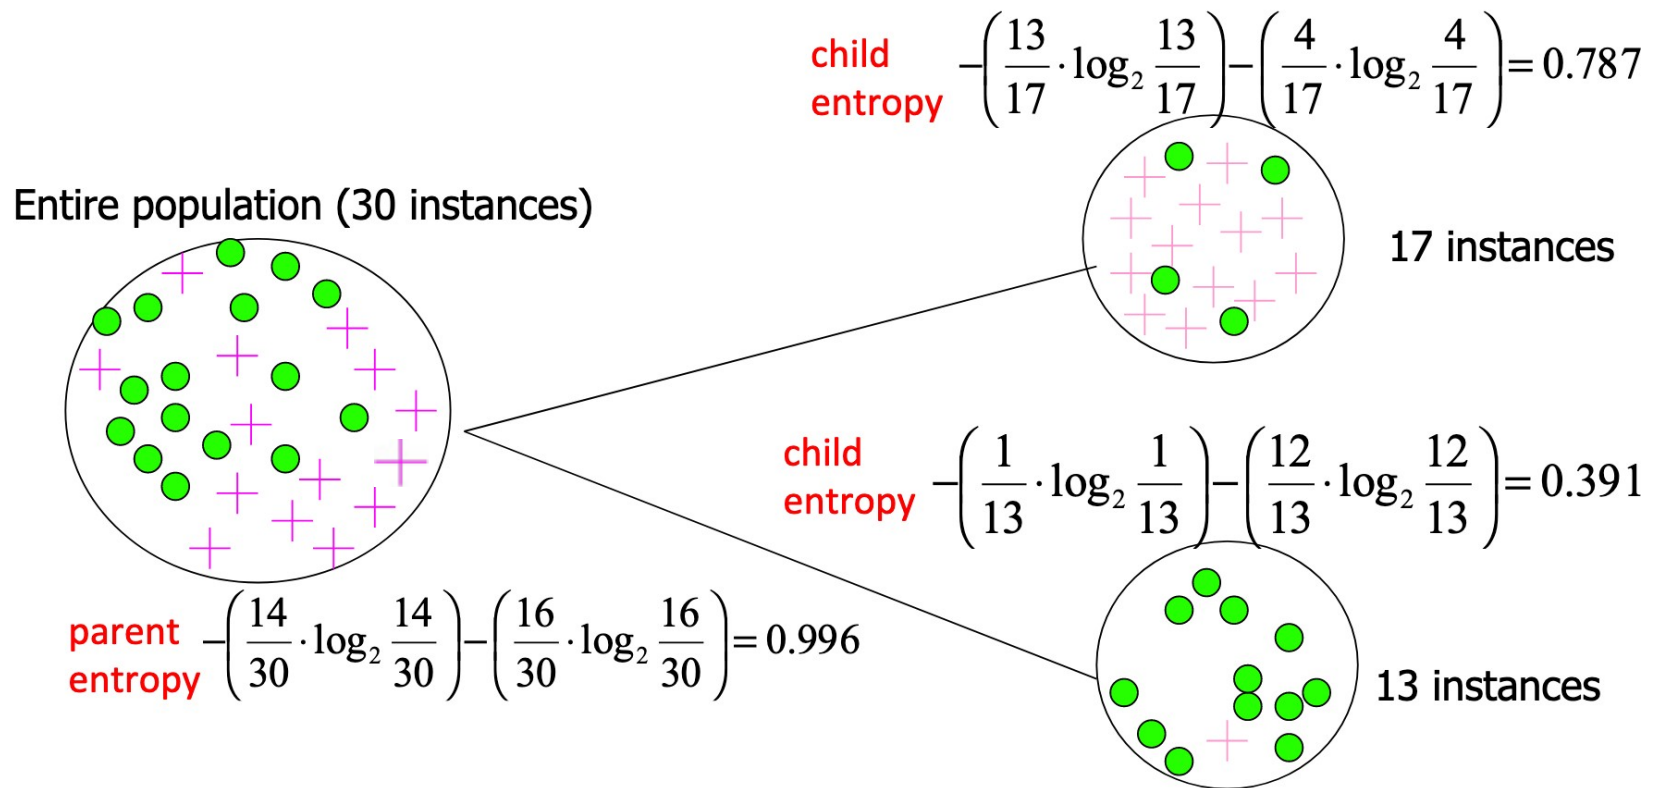 child
entropy
−(13/17 · log₂ 13/17)−(4/17 · log₂ 4/17)= 0.787
Entire population (30 instances)
17 instances
child
entropy
−(1/13 · log₂ 1/13)−(12/13 · log₂ 12/13)= 0.391
parent
entropy
−(14/30 · log₂ 14/30)−(16/30 · log₂ 16/30)= 0.996
13 instances